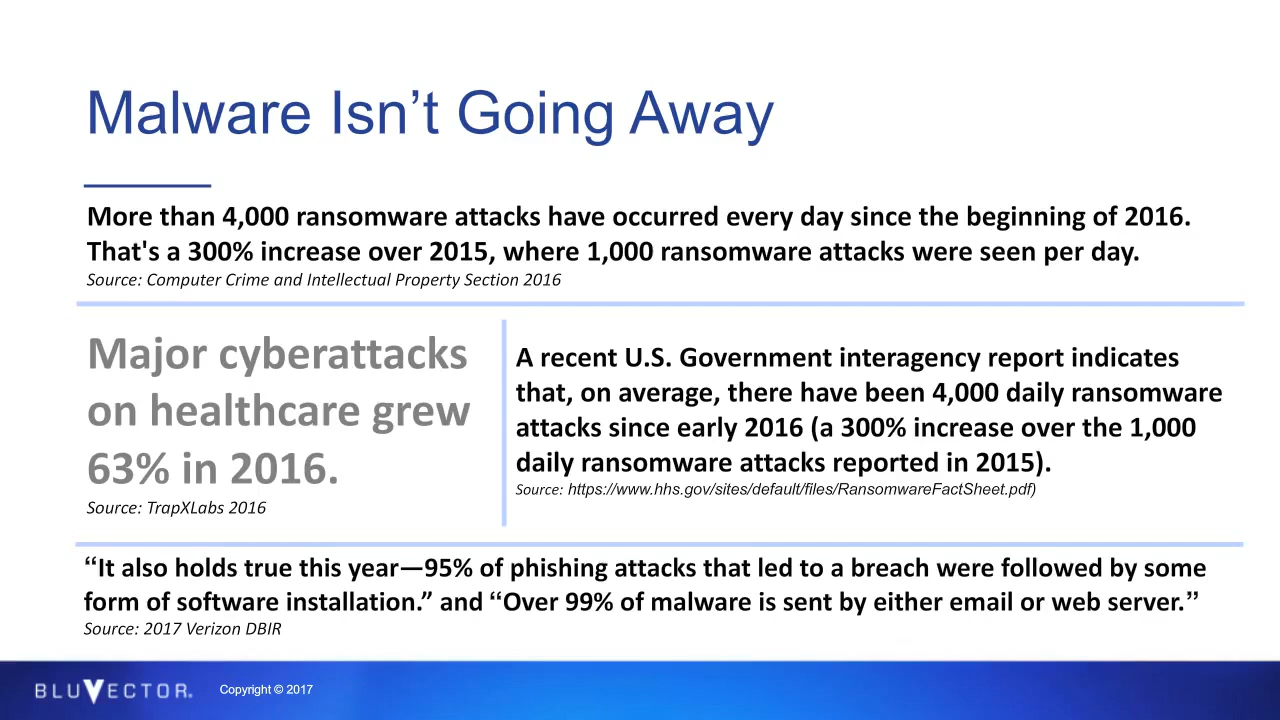 Malware Isn’t Going Away
More than 4,000 ransomware attacks have occurred every day since the beginning of 2016.
That's a 300% increase over 2015, where 1,000 ransomware attacks were seen per day.
Source: Computer Crime and Intellectual Property Section 2016
Major cyberattacks
on healthcare grew
63% in 2016.
Source: TrapXLabs 2016
A recent U.S. Government interagency report indicates
that, on average, there have been 4,000 daily ransomware
attacks since early 2016 (a 300% increase over the 1,000
daily ransomware attacks reported in 2015).
Source: https://www.hhs.gov/sites/default/files/RansomwareFactSheet.pdf)
“It also holds true this year—95% of phishing attacks that led to a breach were followed by some
form of software installation.” and “Over 99% of malware is sent by either email or web server.”
Source: 2017 Verizon DBIR
BLUVECTOR.
Copyright © 2017